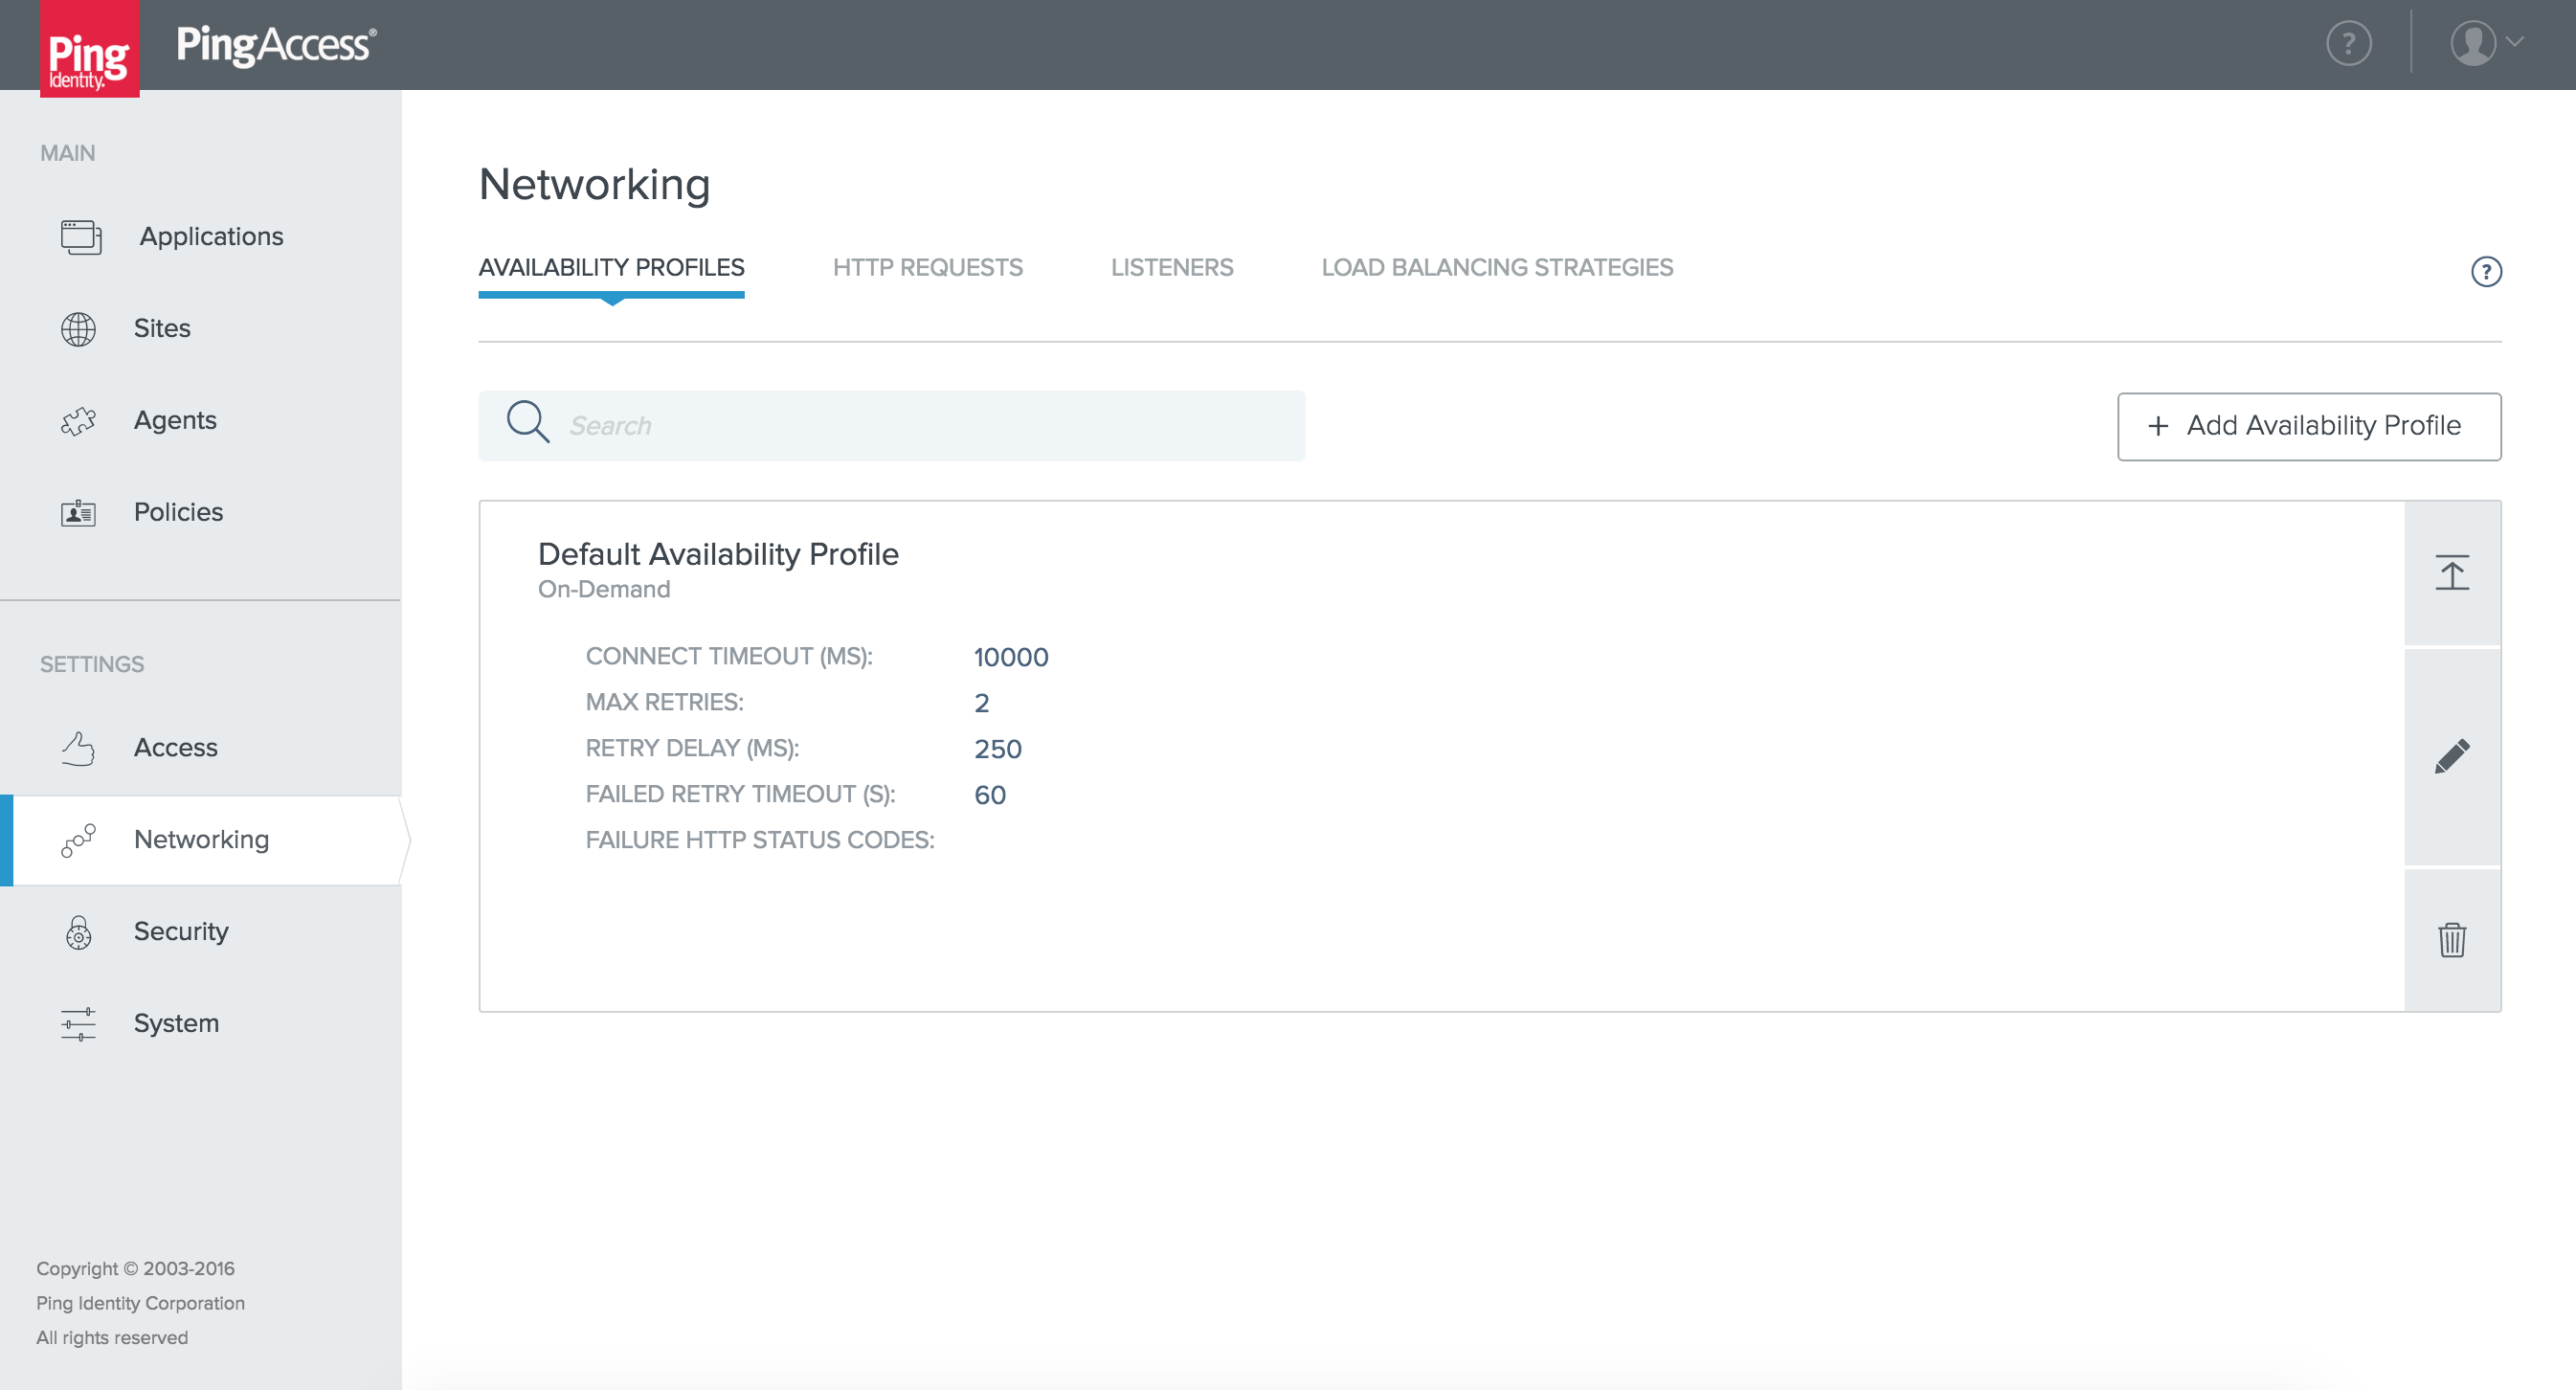 Ping
Identity.
PingAccess®
?
MAIN
Applications
Sites
Agents
Policies
SETTINGS
Access
Networking
Security
System
Copyright © 2003-2016
Ping Identity Corporation
All rights reserved
Networking
AVAILABILITY PROFILES HTTP REQUESTS LISTENERS LOAD BALANCING STRATEGIES ?
Search
+ Add Availability Profile
Default Availability Profile
On-Demand
CONNECT TIMEOUT (MS): 10000
MAX RETRIES: 2
RETRY DELAY (MS): 250
FAILED RETRY TIMEOUT (S): 60
FAILURE HTTP STATUS CODES: